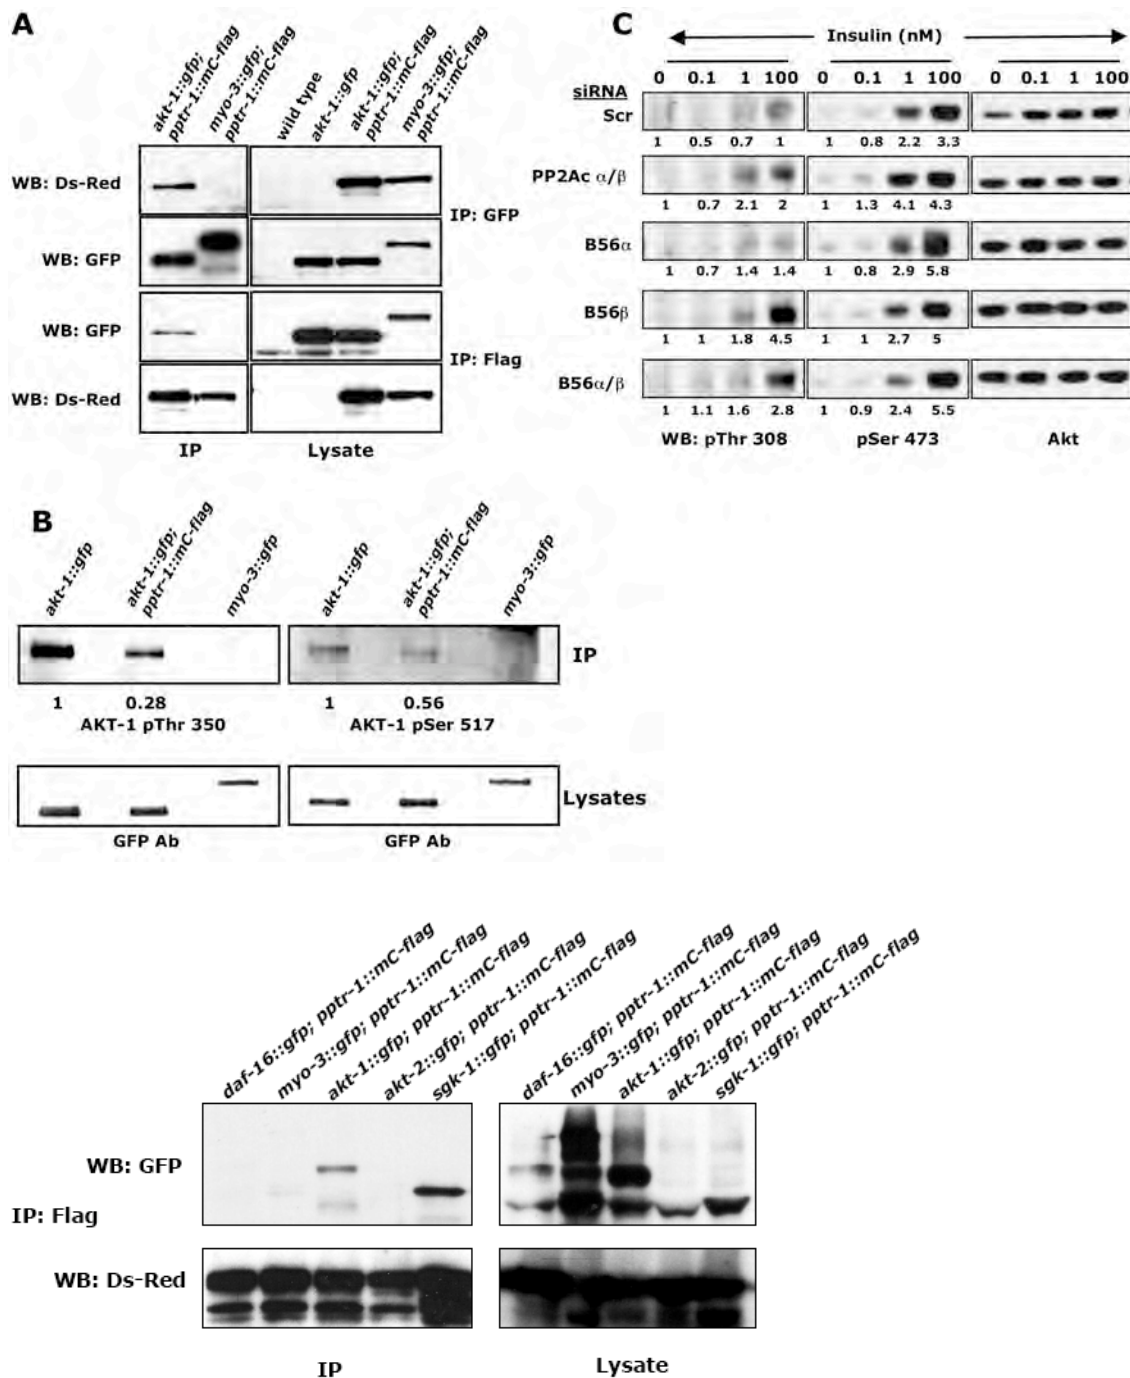 A
akt-1::gfp;
pptr-1::mC-flag
myo-3::gfp;
pptr-1::mC-flag
wild type
akt-1::gfp
akt-1::gfp;
pptr-1::mC-flag
myo-3::gfp;
pptr-1::mC-flag
WB: Ds-Red
IP: GFP
WB: GFP
WB: GFP
IP: Flag
WB: Ds-Red
IP Lysate
C
Insulin (nM)
0 0.1 1 100 0 0.1 1 100 0 0.1 1 100
siRNA
Scr
1 0.5 0.7 1 1 0.8 2.2 3.3
PP2Ac α/β
1 0.7 2.1 2 1 1.3 4.1 4.3
B56α
1 0.7 1.4 1.4 1 0.8 2.9 5.8
B56β
1 1 1.8 4.5 1 1 2.7 5
B56α/β
1 1.1 1.6 2.8 1 0.9 2.4 5.5
WB: pThr 308 pSer 473 Akt
B
akt-1::gfp
akt-1::gfp;
pptr-1::mC-flag
myo-3::gfp
akt-1::gfp
akt-1::gfp;
pptr-1::mC-flag
myo-3::gfp
IP
1 0.28 1 0.56
AKT-1 pThr 350 AKT-1 pSer 517
Lysates
GFP Ab GFP Ab
daf-16::gfp; pptr-1::mC-flag
myo-3::gfp; pptr-1::mC-flag
akt-1::gfp; pptr-1::mC-flag
akt-2::gfp; pptr-1::mC-flag
sgk-1::gfp; pptr-1::mC-flag
daf-16::gfp; pptr-1::mC-flag
myo-3::gfp; pptr-1::mC-flag
akt-1::gfp; pptr-1::mC-flag
akt-2::gfp; pptr-1::mC-flag
sgk-1::gfp; pptr-1::mC-flag
WB: GFP
IP: Flag
WB: Ds-Red
IP Lysate